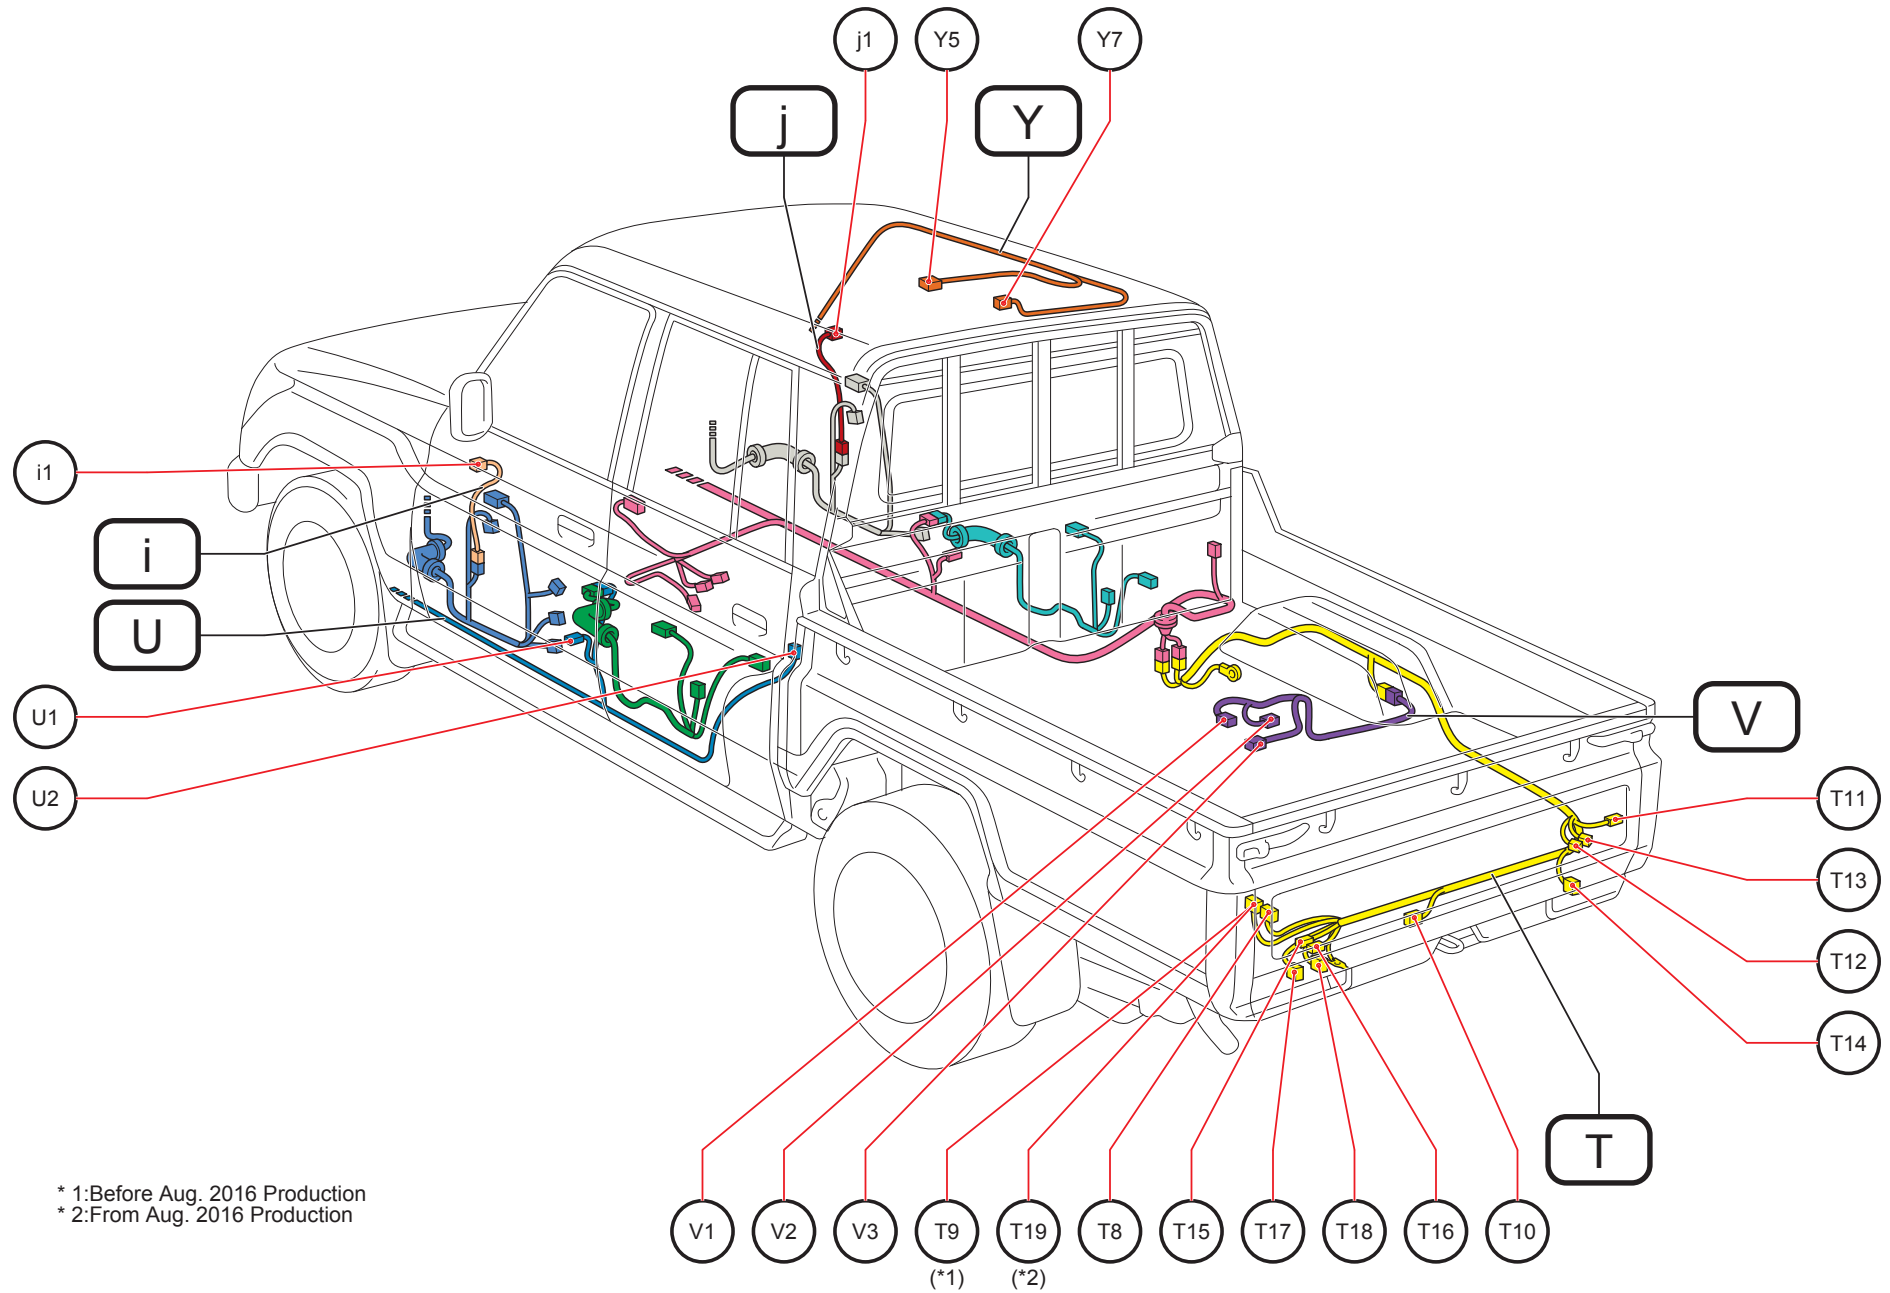 j1
Y5
Y7
j
Y
i1
i
U
U1
U2
V
T11
T13
T12
T14
T
* 1:Before Aug. 2016 Production
* 2:From Aug. 2016 Production
V1
V2
V3
T9
T19
T8
T15
T17
T18
T16
T10
(*1)
(*2)